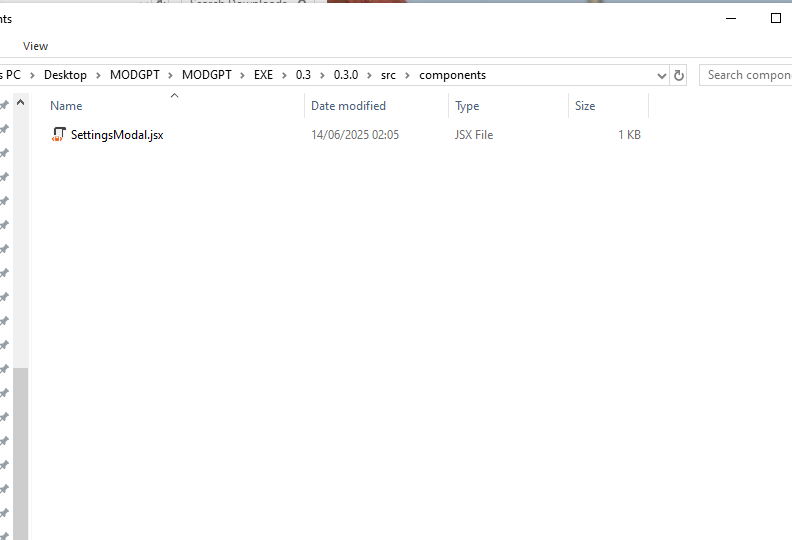 nts
View
s PC > Desktop > MODGPT > MODGPT > EXE > 0.3 > 0.3.0 > src > components
Search compon
Name Date modified Type Size
SettingsModal.jsx 14/06/2025 02:05 JSX File 1 KB